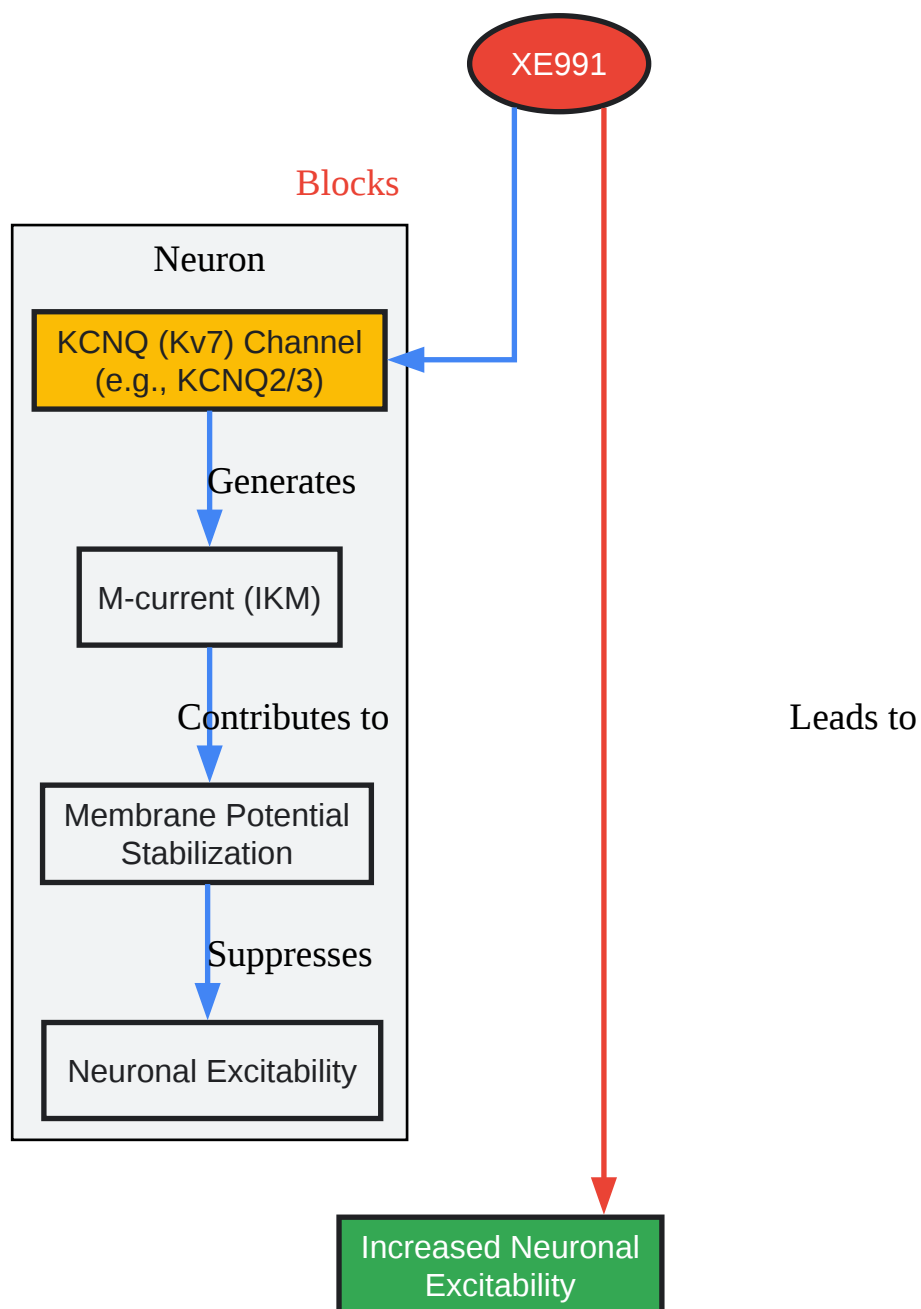 XE991
Blocks
Neuron
KCNQ (Kv7) Channel
(e.g., KCNQ2/3)
Generates
M-current (IKM)
Contributes to
Leads to
Membrane Potential
Stabilization
Suppresses
Neuronal Excitability
Increased Neuronal
Excitability